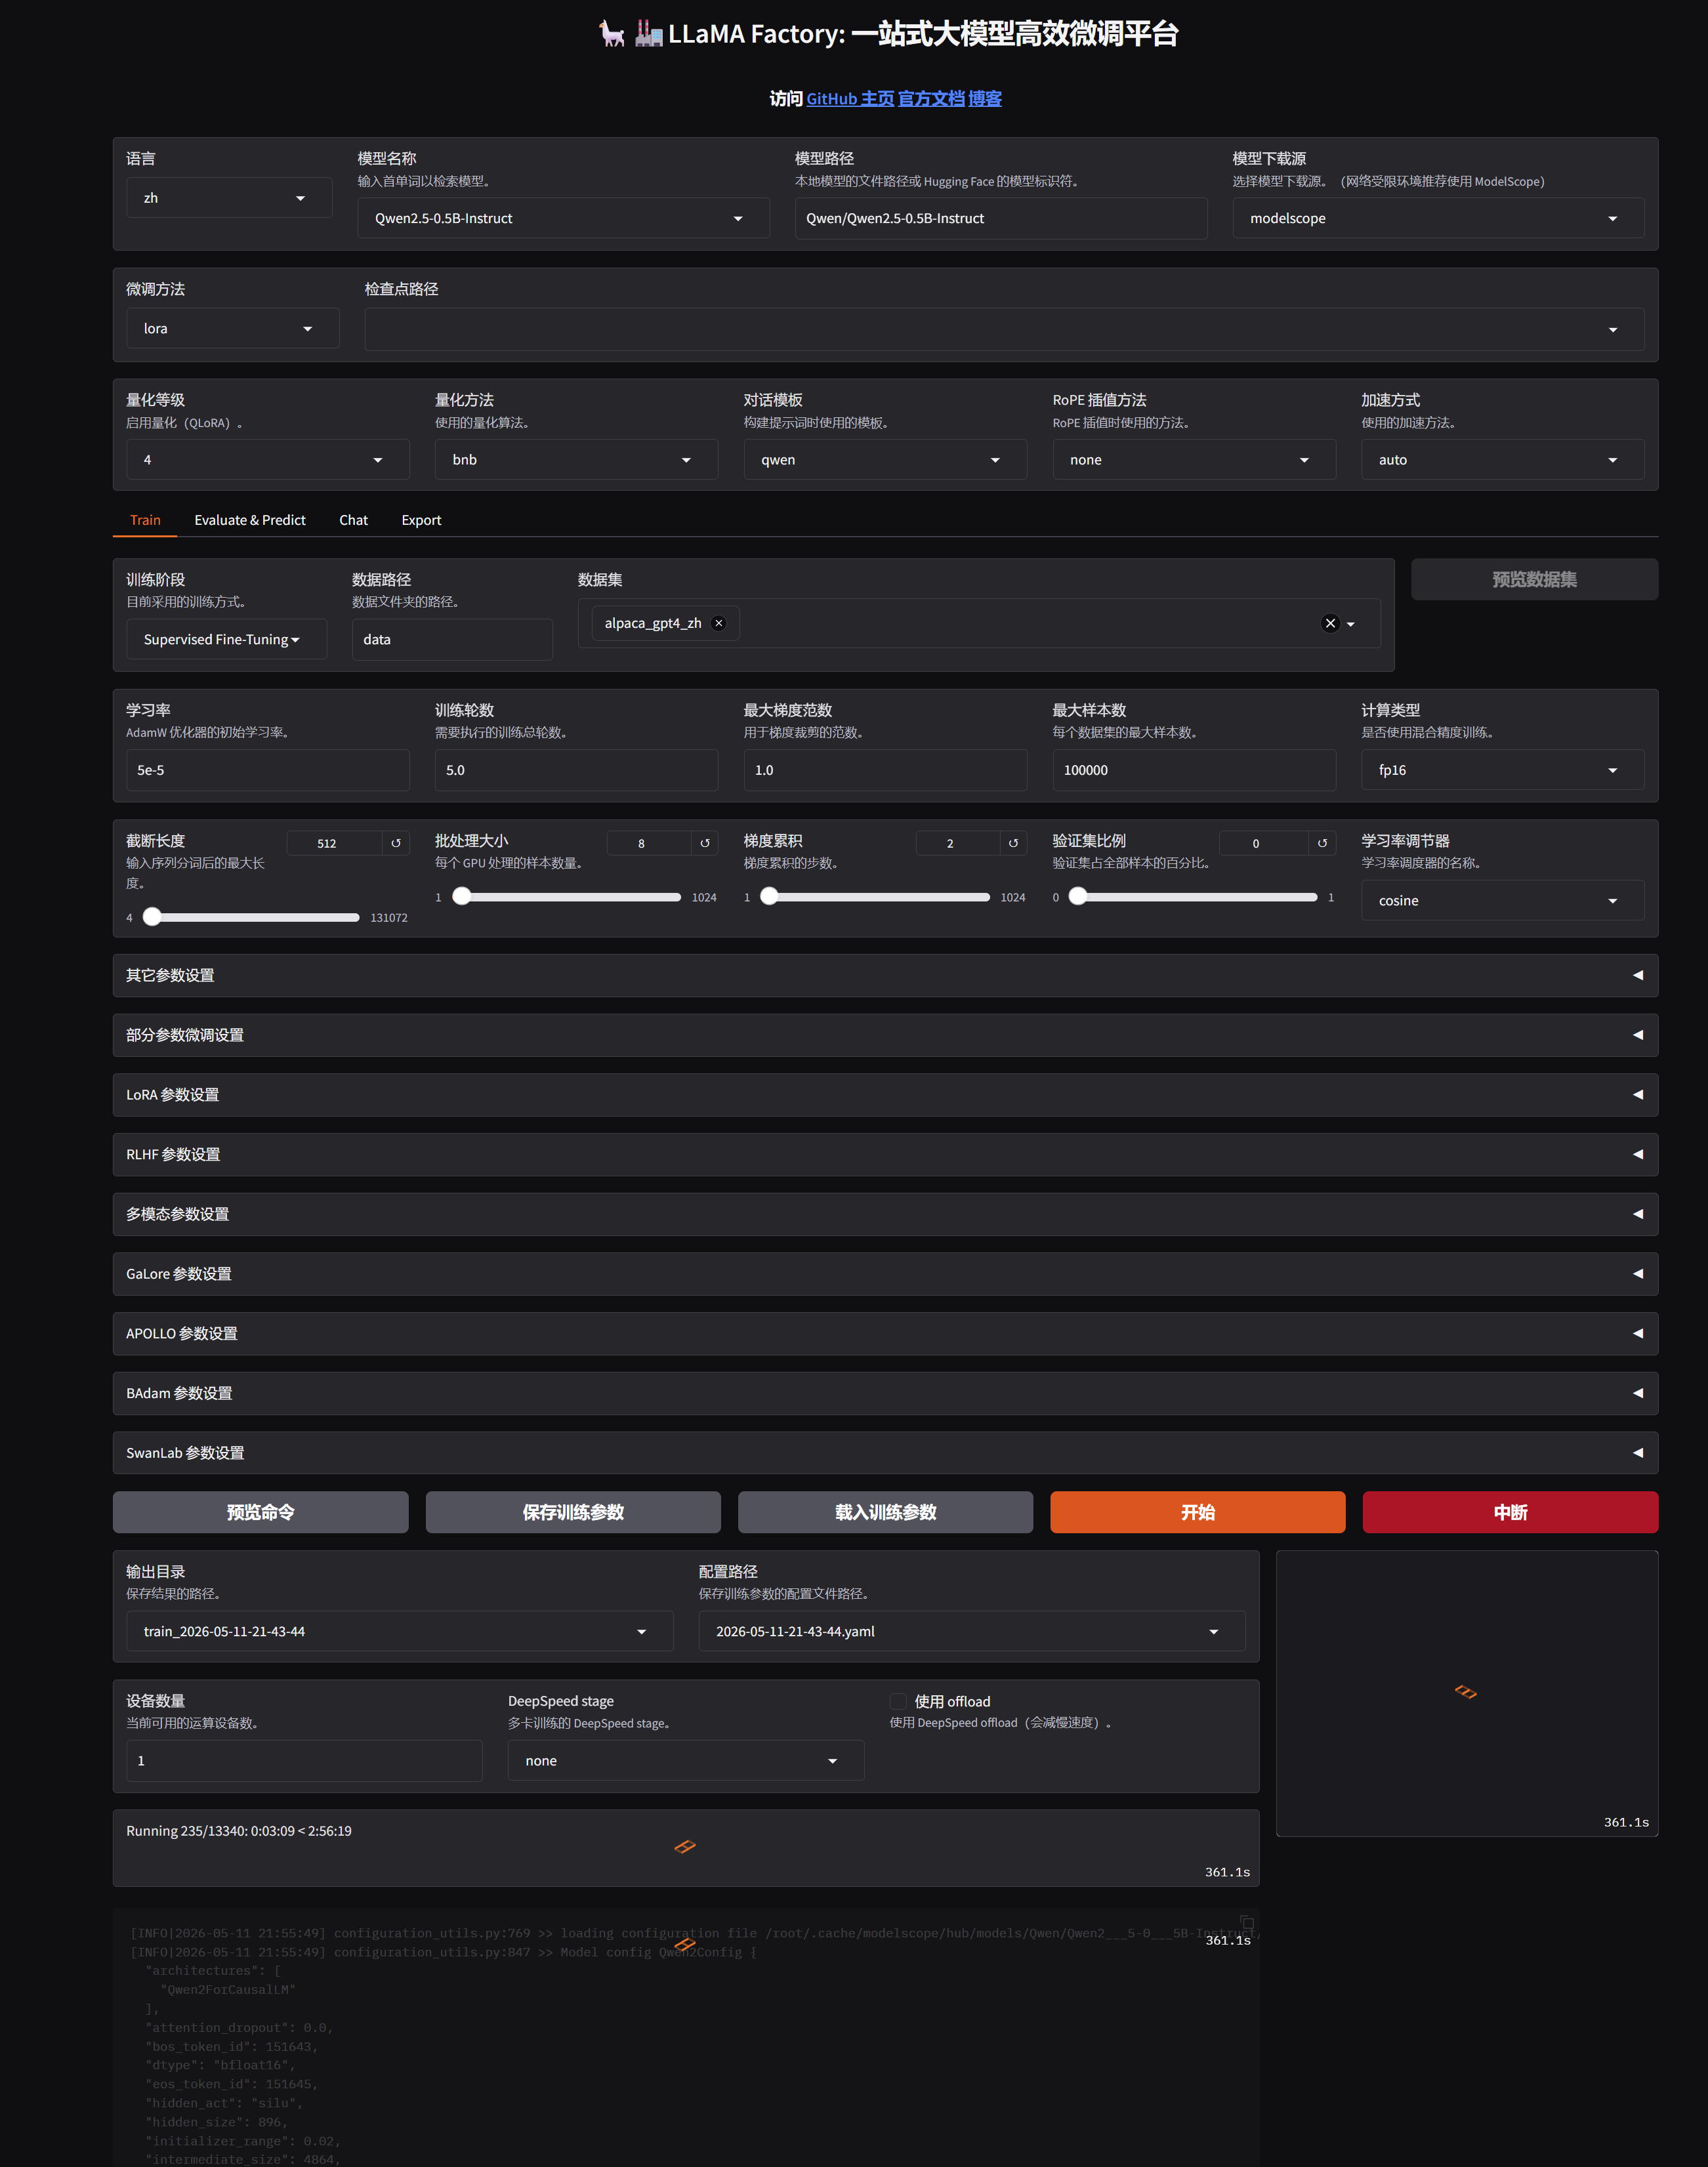 LLaMA Factory: 一站式大模型高效微调平台
访问 GitHub 主页 官方文档 博客
语言
zh
模型名称
输入首单词以检索模型。
Qwen2.5-0.5B-Instruct
模型路径
本地模型的文件路径或 Hugging Face 的模型标识符。
Qwen/Qwen2.5-0.5B-Instruct
模型下载源
选择模型下载源。（网络受限环境推荐使用 ModelScope）
modelscope
微调方法
lora
检查点路径
量化等级
启用量化（QLoRA）。
4
量化方法
使用的量化算法。
bnb
对话模板
构建提示词时使用的模板。
qwen
RoPE 插值方法
RoPE 插值时使用的方法。
none
加速方式
使用的加速方法。
auto
Train Evaluate & Predict Chat Export
训练阶段
目前采用的训练方式。
Supervised Fine-Tuning
数据路径
数据文件夹的路径。
data
数据集
alpaca_gpt4_zh
预览数据集
学习率
AdamW 优化器的初始学习率。
5e-5
训练轮数
需要执行的训练总轮数。
5.0
最大梯度范数
用于梯度裁剪的范数。
1.0
最大样本数
每个数据集的最大样本数。
100000
计算类型
是否使用混合精度训练。
fp16
截断长度
512
输入序列分词后的最大长
度。
4
131072
批处理大小
8
每个 GPU 处理的样本数量。
1
1024
梯度累积
2
梯度累积的步数。
1
1024
验证集比例
0
验证集占全部样本的百分比。
0
1
学习率调节器
学习率调度器的名称。
cosine
其它参数设置
部分参数微调设置
LoRA 参数设置
RLHF 参数设置
多模态参数设置
GaLore 参数设置
APOLLO 参数设置
BAdam 参数设置
SwanLab 参数设置
预览命令
保存训练参数
载入训练参数
开始
中断
输出目录
保存结果的路径。
train_2026-05-11-21-43-44
配置路径
保存训练参数的配置文件路径。
2026-05-11-21-43-44.yaml
设备数量
当前可用的运算设备数。
1
DeepSpeed stage
多卡训练的 DeepSpeed stage。
none
使用 offload
使用 DeepSpeed offload（会减慢速度）。
361.1s
Running 235/13340: 0:03:09 < 2:56:19
361.1s
[INFO|2026-05-11 21:55:49] configuration_utils.py:769 >> loading configuration file /root/.cache/modelscope/hub/models/Qwen/Qwen2___5-0___5B-Instruct/
361.1s
[INFO|2026-05-11 21:55:49] configuration_utils.py:847 >> Model config Qwen2Config {
"architectures": [
"Qwen2ForCausalLM"
],
"attention_dropout": 0.0,
"bos_token_id": 151643,
"dtype": "bfloat16",
"eos_token_id": 151645,
"hidden_act": "silu",
"hidden_size": 896,
"initializer_range": 0.02,
"intermediate_size": 4864,